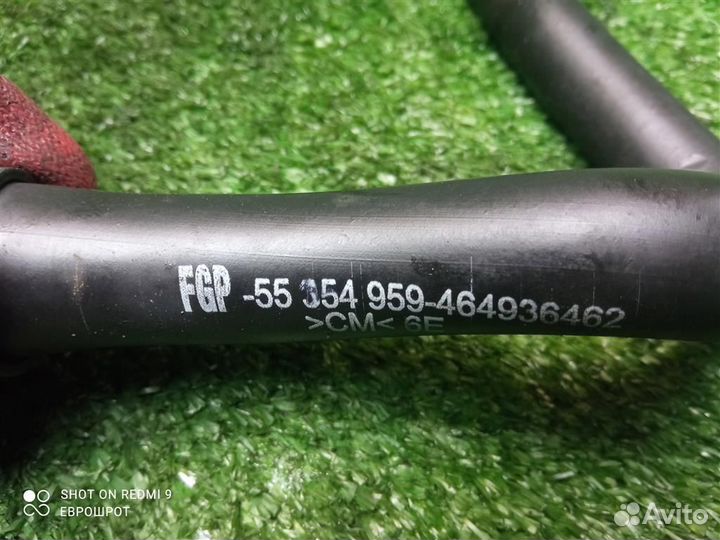 FGP -55 354 959-464936462
>CM< 6E
SHOT ON REDMI 9
ЕВРОШРОТ
Avito